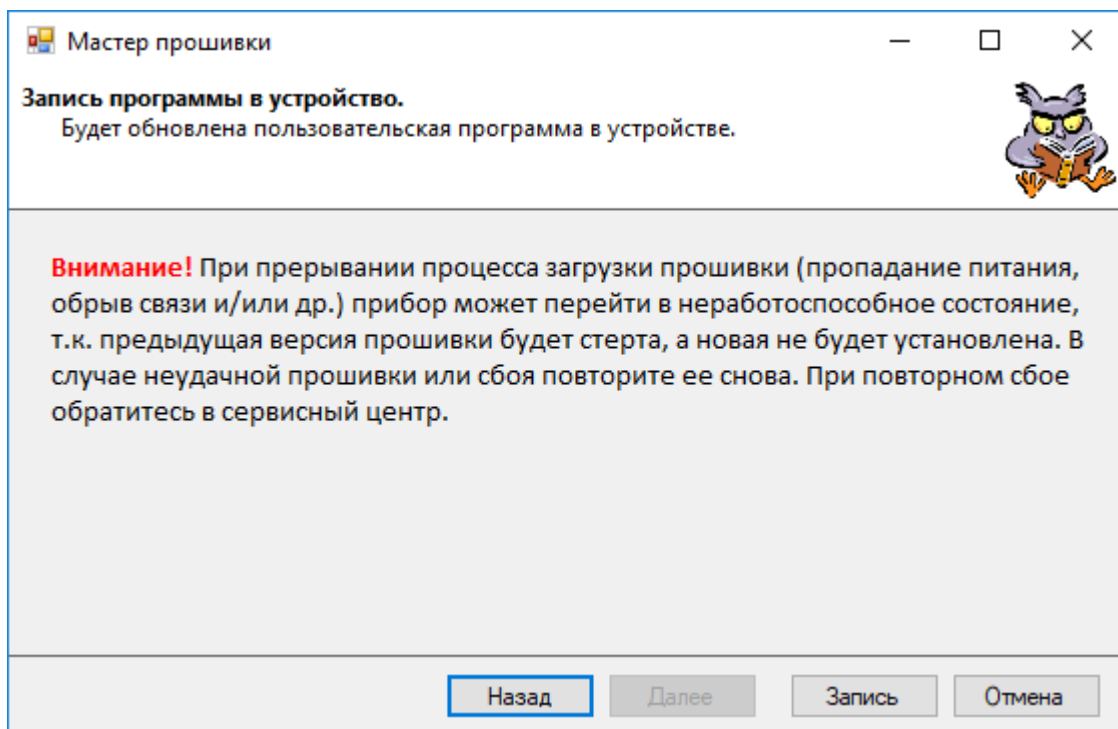 Мастер прошивки
Запись программы в устройство.
Будет обновлена пользовательская программа в устройстве.
Внимание! При прерывании процесса загрузки прошивки (пропадание питания,
обрыв связи и/или др.) прибор может перейти в неработоспособное состояние,
т.к. предыдущая версия прошивки будет стерта, а новая не будет установлена. В
случае неудачной прошивки или сбоя повторите ее снова. При повторном сбое
обратитесь в сервисный центр.
Назад Далее Запись Отмена